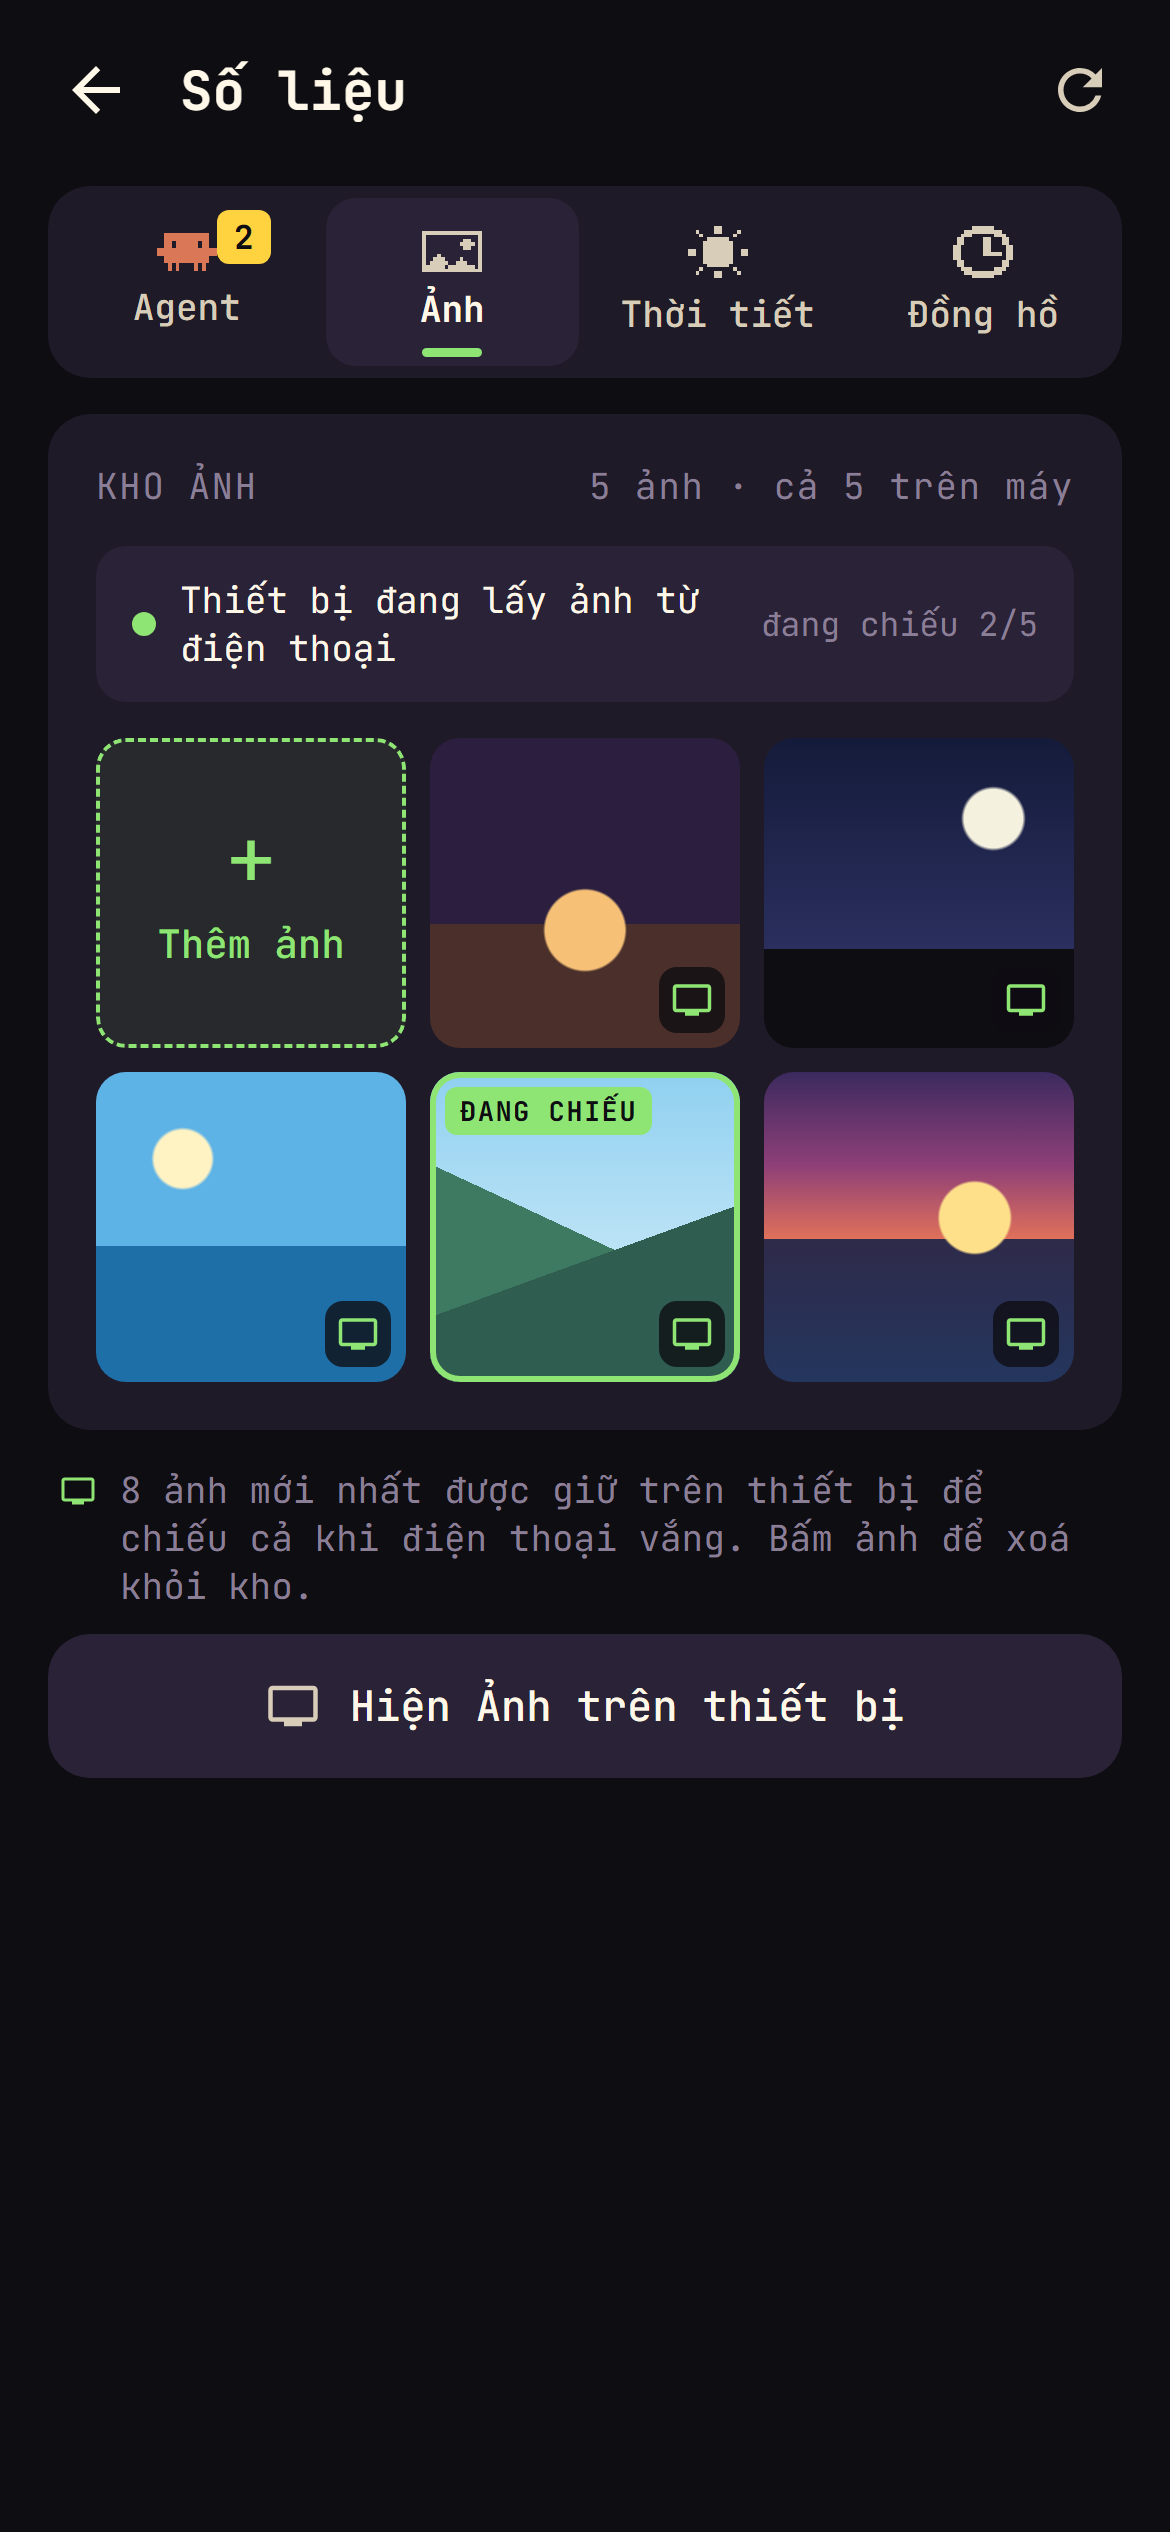 Số liệu
2
Agent
Ảnh
Thời tiết
Đồng hồ
KHO ẢNH
5 ảnh · cả 5 trên máy
Thiết bị đang lấy ảnh từ
điện thoại
đang chiếu 2/5
+
Thêm ảnh
ĐANG CHIẾU
8 ảnh mới nhất được giữ trên thiết bị để
chiếu cả khi điện thoại vắng. Bấm ảnh để xoá
khỏi kho.
Hiện Ảnh trên thiết bị